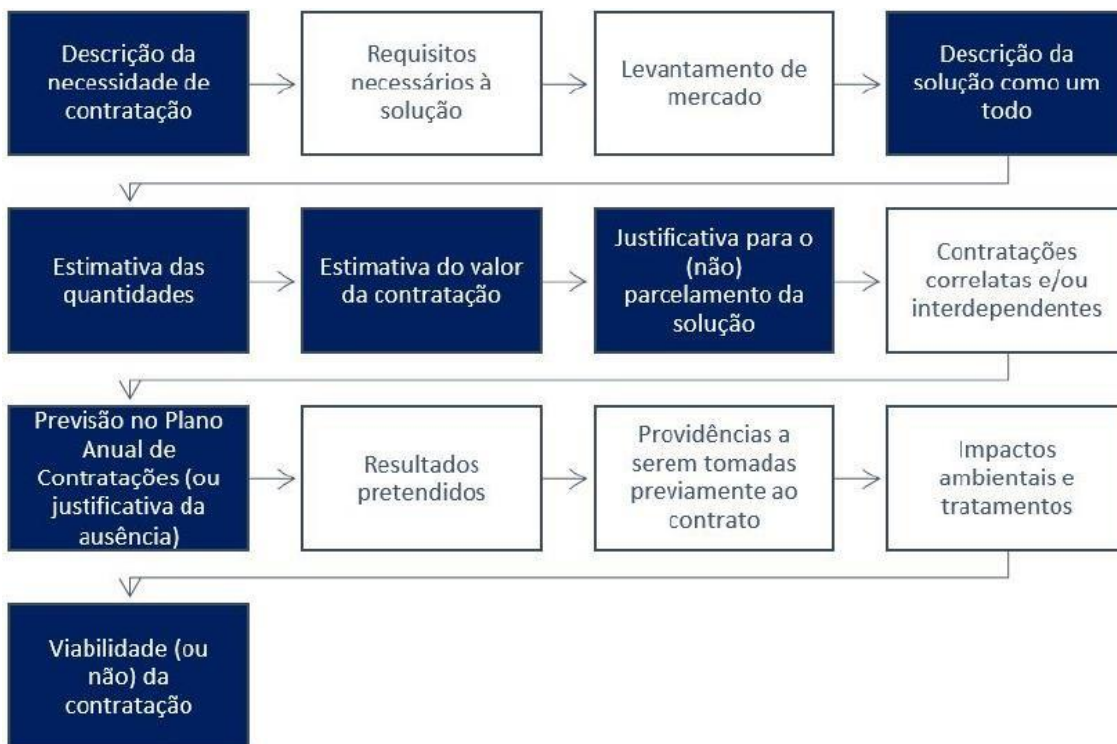 Descrição da
necessidade de
contratação
Requisitos
necessários à
solução
Levantamento de
mercado
Descrição da
solução como um
todo
Estimativa das
quantidades
Estimativa do valor
da contratação
Justificativa para o
(não)
parcelamento da
solução
Contratações
correlatas e/ou
interdependentes
Previsão no Plano
Anual de
Contratações (ou
justificativa da
ausência)
Resultados
pretendidos
Providências a
serem tomadas
previamente ao
contrato
Impactos
ambientais e
tratamentos
Viabilidade (ou
não) da
contratação